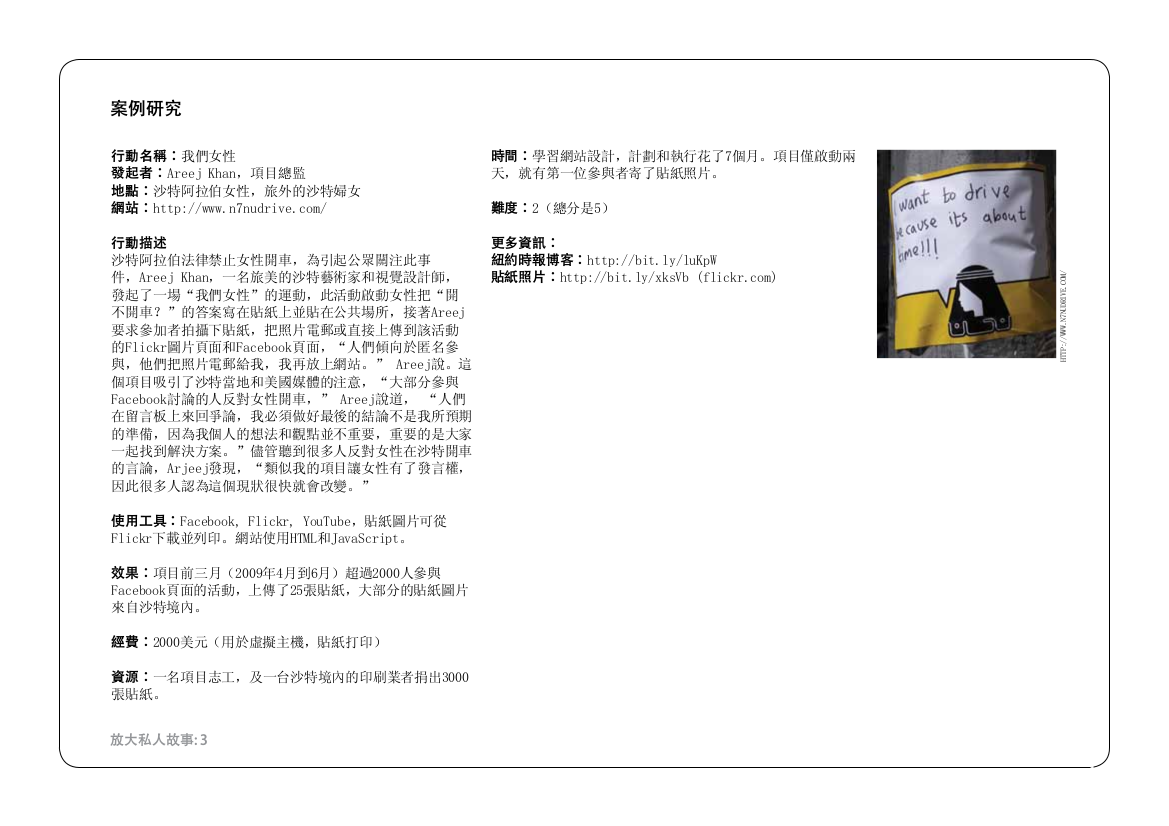 案例研究
行動名稱：我們女性
發起者：Areej Khan，項目總監
地點：沙特阿拉伯女性，旅外的沙特婦女
網站：http://www.n7nudrive.com/
行動描述
沙特阿拉伯法律禁止女性開車，為引起公眾關注此事
件，Areej Khan，一名旅美的沙特藝術家和視覺設計師，
發起了一場“我們女性”的運動，此活動啟動女性把“開
不開車？”的答案寫在貼紙上並貼在公共場所，接著Areej
要求參加者拍攝下貼紙，把照片電郵或直接上傳到該活動
的Flickr圖片頁面和Facebook頁面，“人們傾向於匿名參
與，他們把照片電郵給我，我再放上網站。” Areej說。這
個項目吸引了沙特當地和美國媒體的注意，“大部分參與
Facebook討論的人反對女性開車，” Areej說道， “人們
在留言板上來回爭論，我必須做好最後的結論不是我所預期
的準備，因為我個人的想法和觀點並不重要，重要的是大家
一起找到解決方案。”儘管聽到很多人反對女性在沙特開車
的言論，Arjeej發現，“類似我的項目讓女性有了發言權，
因此很多人認為這個現狀很快就會改變。”
使用工具：Facebook, Flickr, YouTube，貼紙圖片可從
Flickr下載並列印。網站使用HTML和JavaScript。
效果：項目前三月（2009年4月到6月）超過2000人參與
Facebook頁面的活動，上傳了25張貼紙，大部分的貼紙圖片
來自沙特境內。
經費：2000美元（用於虛擬主機，貼紙打印）
資源：一名項目志工，及一台沙特境內的印刷業者捐出3000
張貼紙。
時間：學習網站設計，計劃和執行花了7個月。項目僅啟動兩
天，就有第一位參與者寄了貼紙照片。
難度：2（總分是5）
更多資訊：
紐約時報博客：http://bit.ly/luKpW
貼紙照片：http://bit.ly/xksVb (flickr.com)
I want to drive
because its about
time!!!
HTTP://WWW.N7NUDRIVE.COM/
放大私人故事: 3